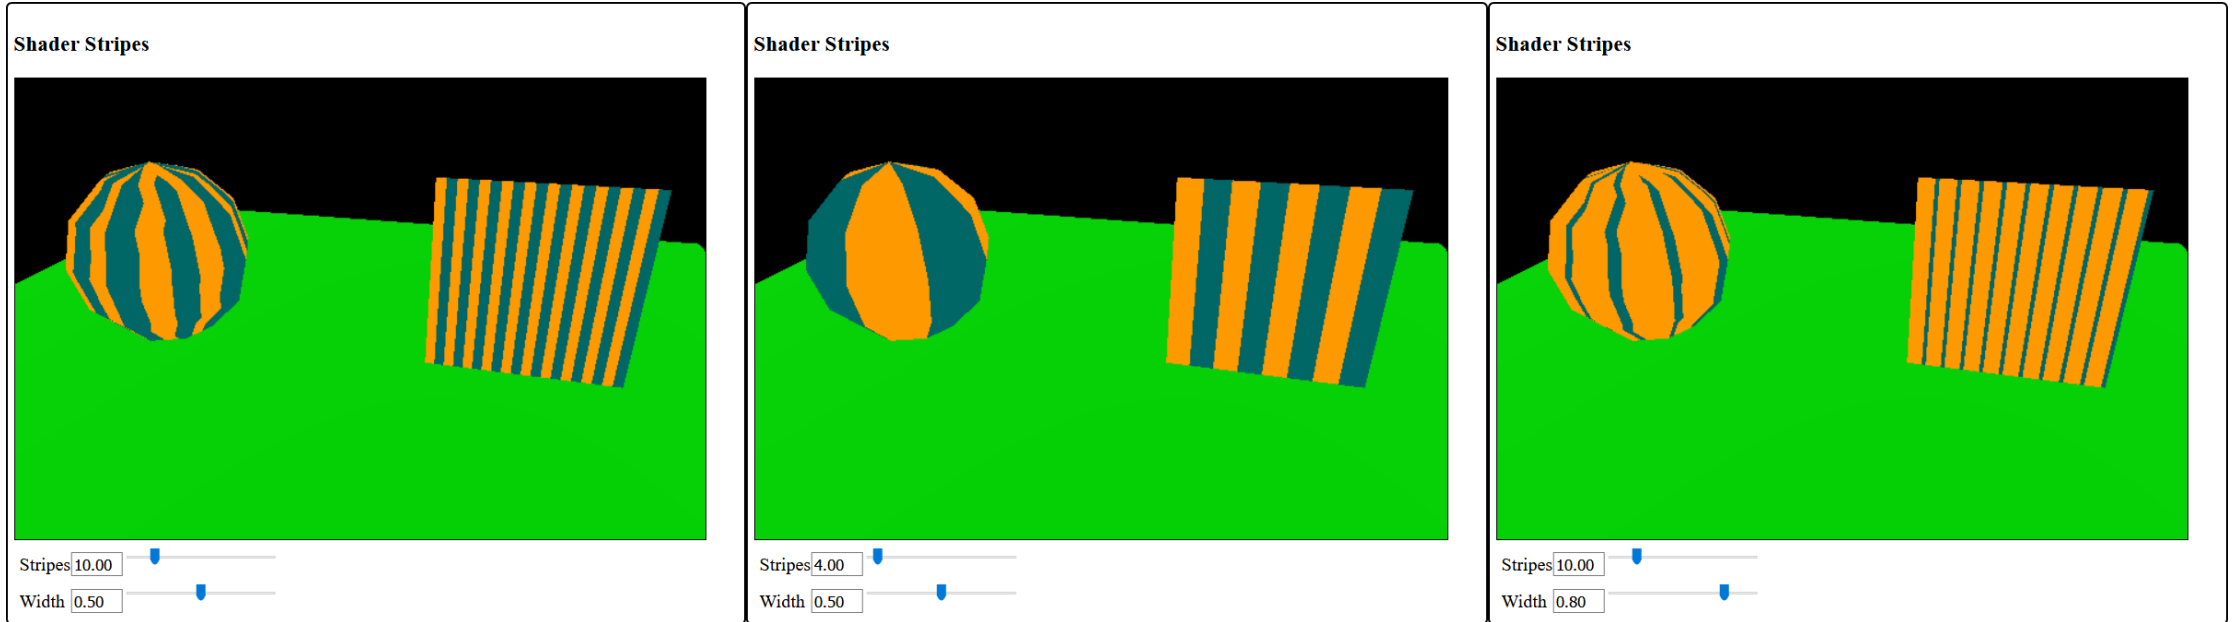 Shader Stripes
Stripes 10.00
Width 0.50
Shader Stripes
Stripes 4.00
Width 0.50
Shader Stripes
Stripes 10.00
Width 0.80